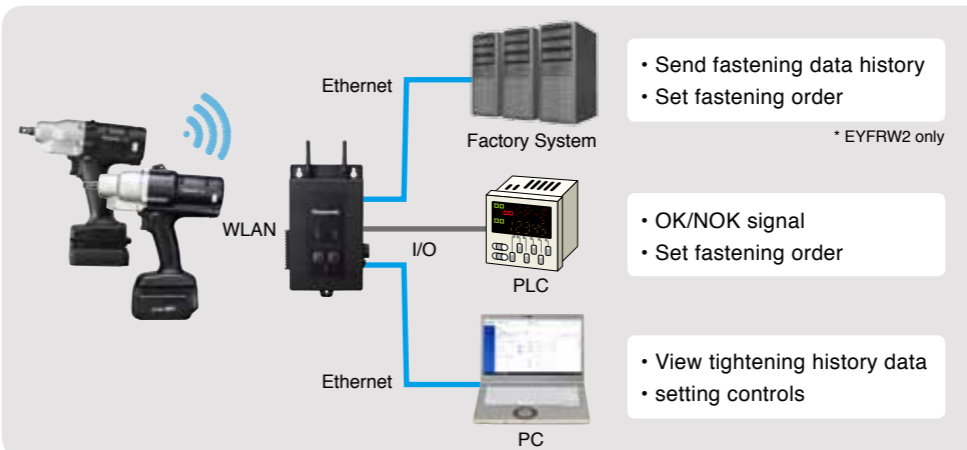 Ethernet
Factory System
• Send fastening data history
• Set fastening order
* EYFRW2 only
WLAN
I/O
PLC
• OK/NOK signal
• Set fastening order
Ethernet
PC
• View tightening history data
• setting controls